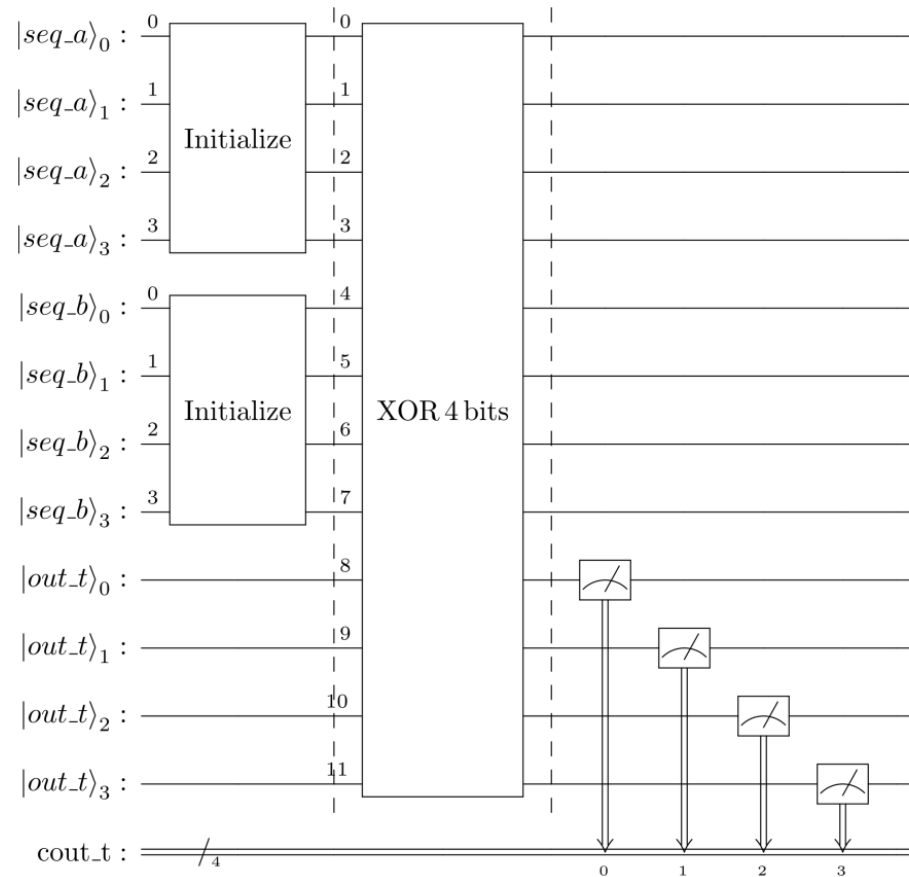 |seq_a⟩₀ : 0 0
|seq_a⟩₁ : 1 1
Initialize
|seq_a⟩₂ : 2 2
|seq_a⟩₃ : 3 3
|seq_b⟩₀ : 0 4
|seq_b⟩₁ : 1 5
Initialize XOR 4 bits
|seq_b⟩₂ : 2 6
|seq_b⟩₃ : 3 7
|out_t⟩₀ : 8
|out_t⟩₁ : 9
|out_t⟩₂ : 10
|out_t⟩₃ : 11
cout_t : 4 0 1 2 3